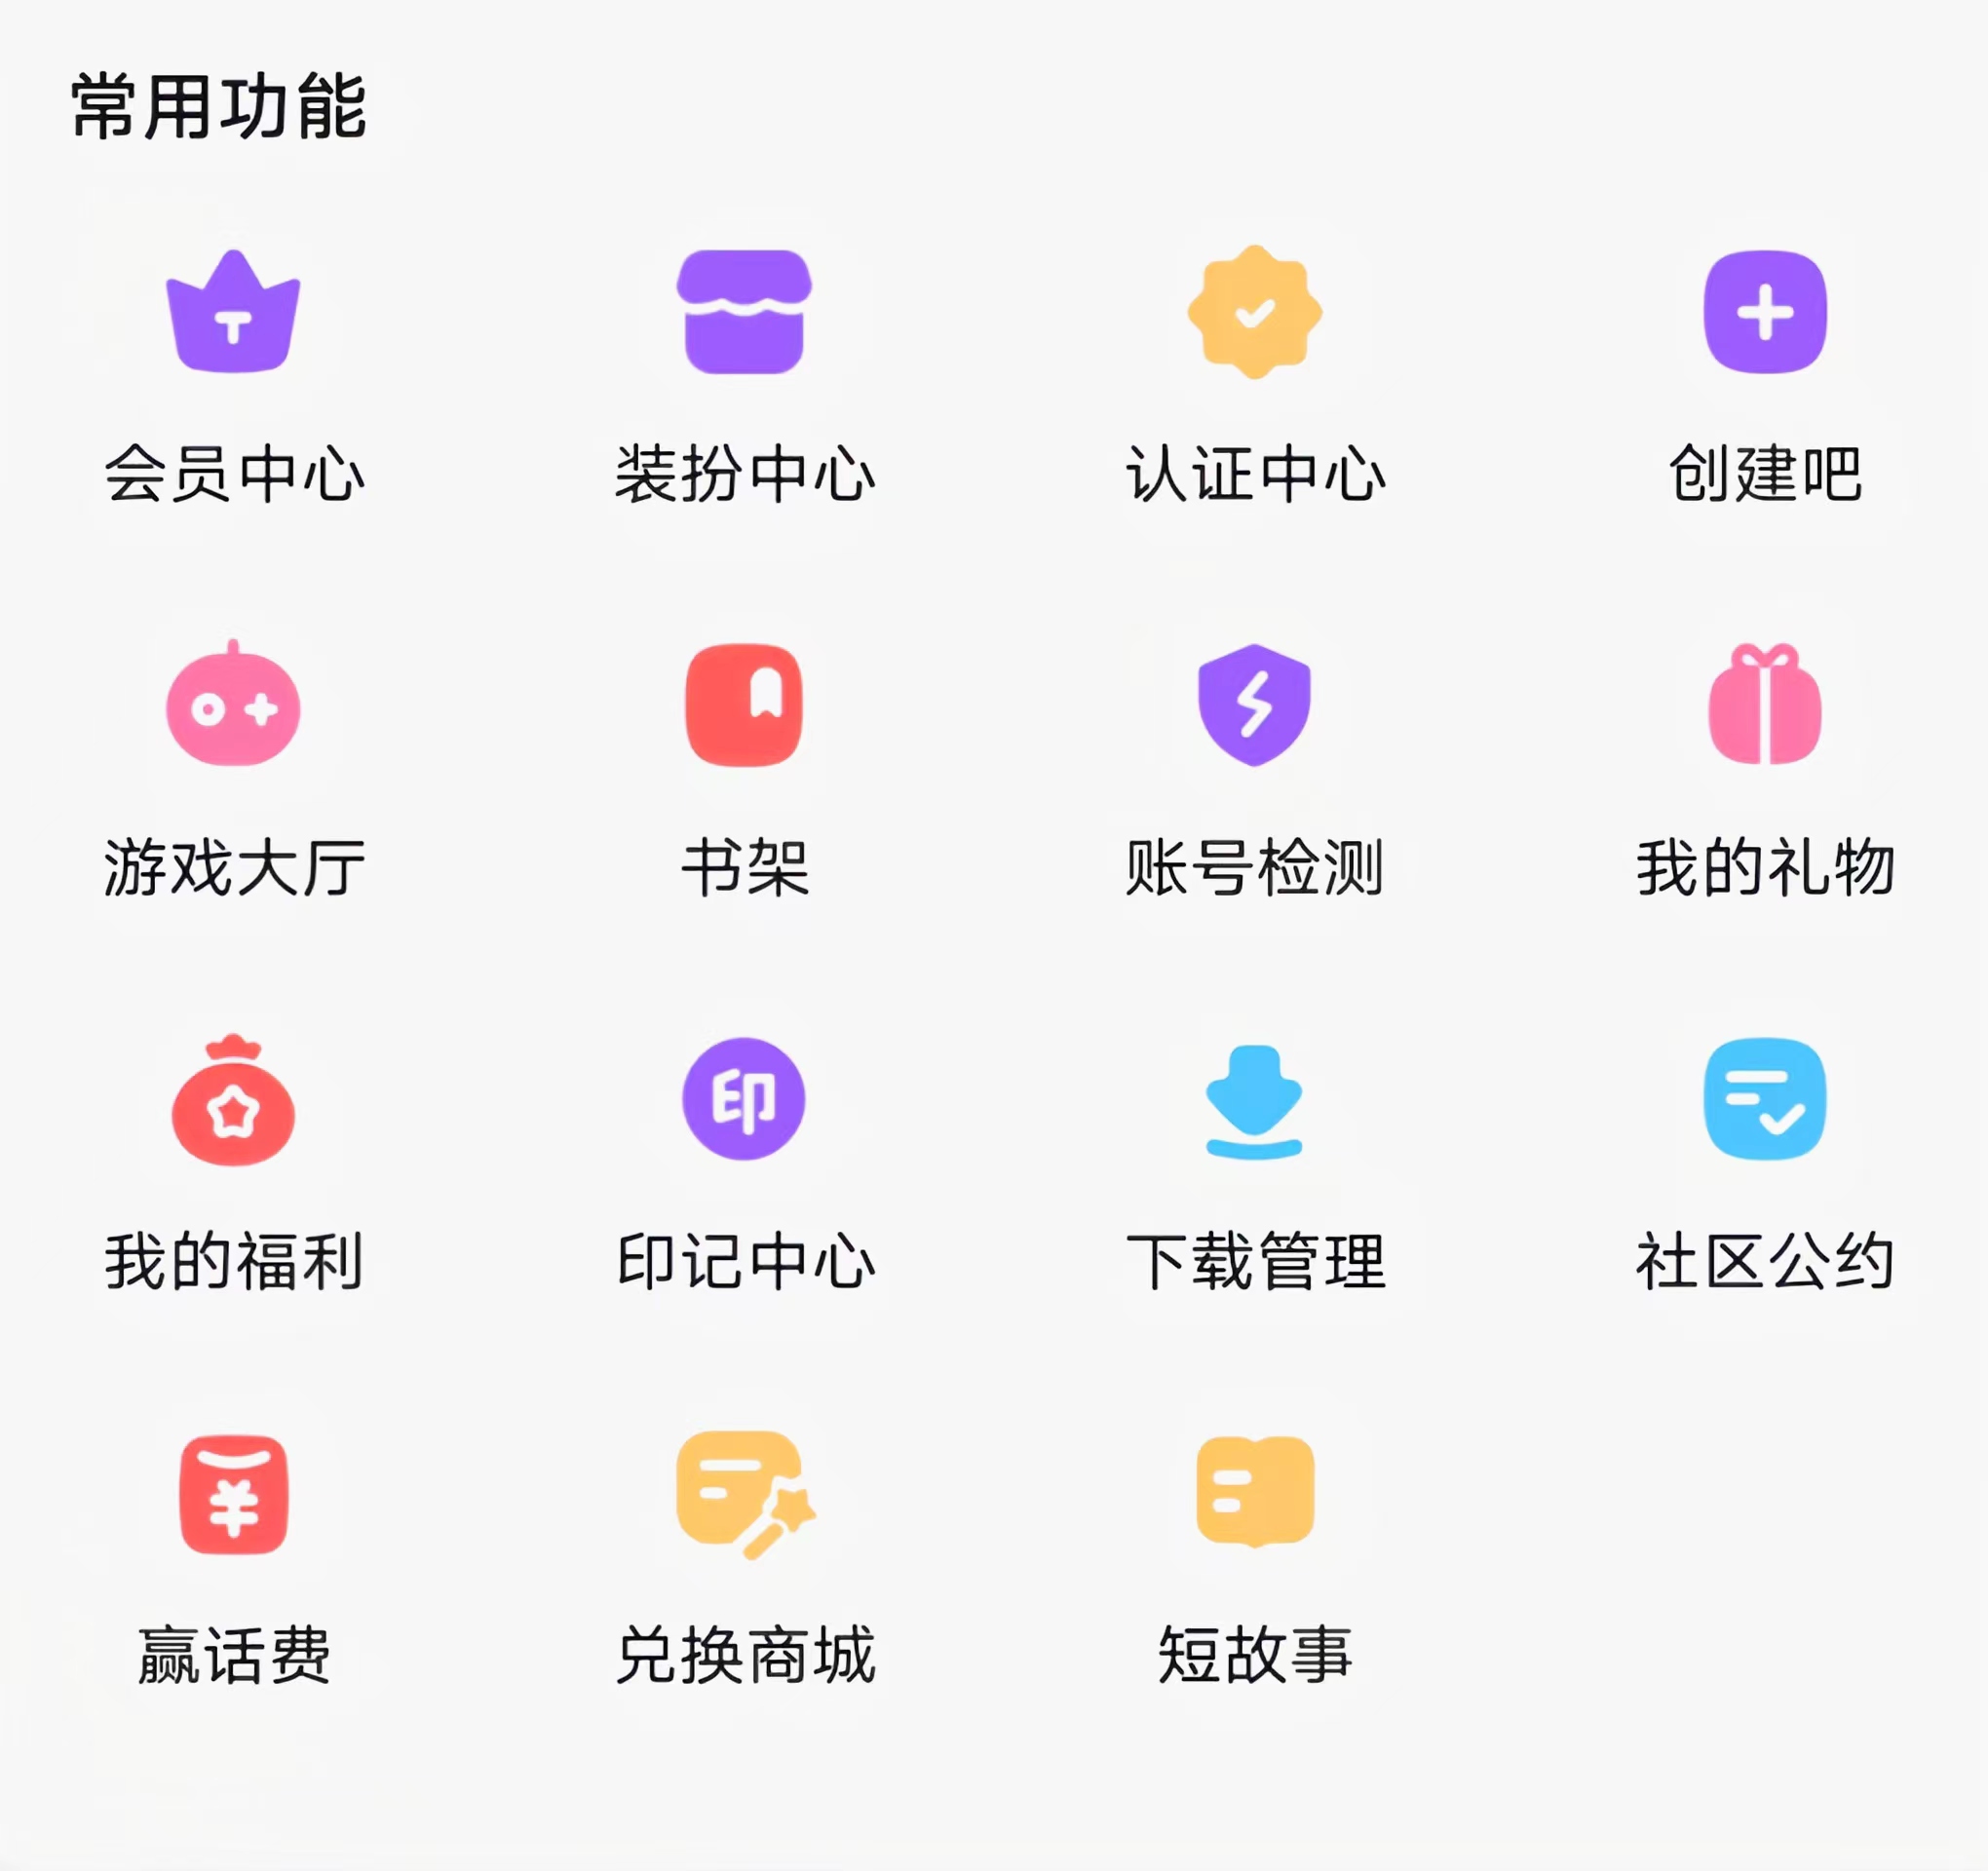 常用功能
会员中心 装扮中心 认证中心 创建吧
游戏大厅 书架 账号检测 我的礼物
印
我的福利 印记中心 下载管理 社区公约
¥
赢话费 兑换商城 短故事